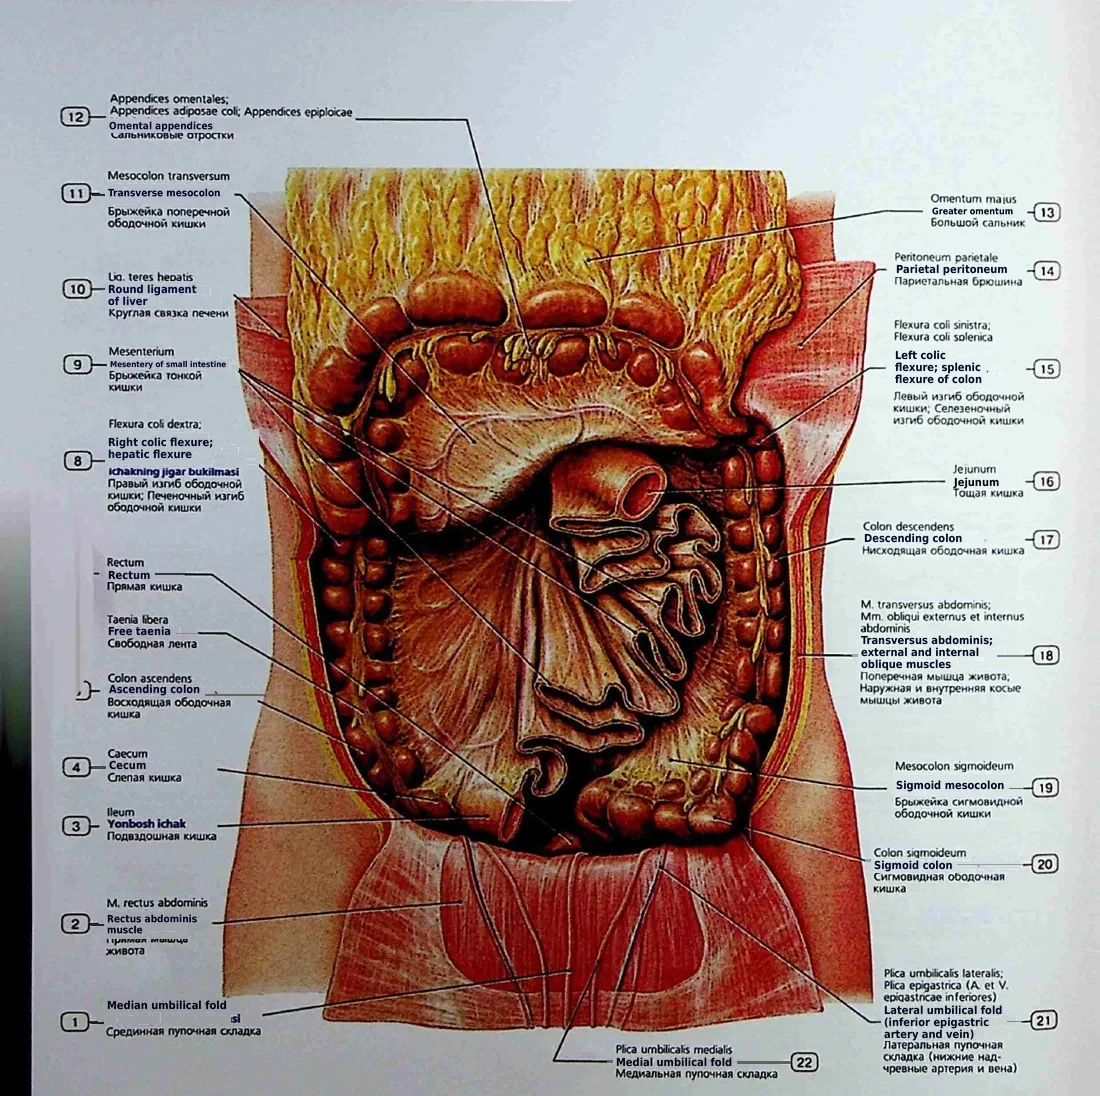 12
Appendices omentales;
Appendices adiposae coli; Appendices epiploicae
Omental appendices
Сальниковые отростки
11
Mesocolon transversum
Transverse mesocolon
Брыжейка поперечной
ободочной кишки
10
Lig. teres hepatis
Round ligament
of liver
Круглая связка печени
9
Mesenterium
Mesentery of small intestine
Брыжейка тонкой
кишки
8
Flexura coli dextra;
Right colic flexure;
hepatic flexure
ichakning jigar bukilmasi
Правый изгиб ободочной
кишки; Печеночный изгиб
ободочной кишки
Rectum
Rectum
Прямая кишка
Taenia libera
Free taenia
Свободная лента
Colon ascendens
Ascending colon
Восходящая ободочная
кишка
4
Caecum
Cecum
Слепая кишка
3
Ileum
Yonbosh ichak
Подвздошная кишка
2
M. rectus abdominis
Rectus abdominis
muscle
Прямая мышца
живота
1
Median umbilical fold
si
Срединная пупочная складка
Omentum majus
Greater omentum
Большой сальник
13
Peritoneum parietale
Parietal peritoneum
Париетальная брюшина
14
Flexura coli sinistra;
Flexura coli splenica
Left colic
flexure; splenic
flexure of colon
Левый изгиб ободочной
кишки; Селезеночный
изгиб ободочной кишки
15
Jejunum
Jejunum
Тощая кишка
16
Colon descendens
Descending colon
Нисходящая ободочная кишка
17
M. transversus abdominis;
Mm. obliqui externus et internus
abdominis
Transversus abdominis;
external and internal
oblique muscles
Поперечная мышца живота;
Наружная и внутренняя косые
мышцы живота
18
Mesocolon sigmoideum
Sigmoid mesocolon
Брыжейка сигмовидной
ободочной кишки
19
Colon sigmoideum
Sigmoid colon
Сигмовидная ободочная
кишка
20
Plica umbilicalis lateralis;
Plica epigastrica (A. et V.
epigastricae inferiores)
Lateral umbilical fold
(inferior epigastric
artery and vein)
Латеральная пупочная
складка (нижние над-
чревные артерия и вена)
21
Plica umbilicalis medialis
Medial umbilical fold
Медиальная пупочная складка
22